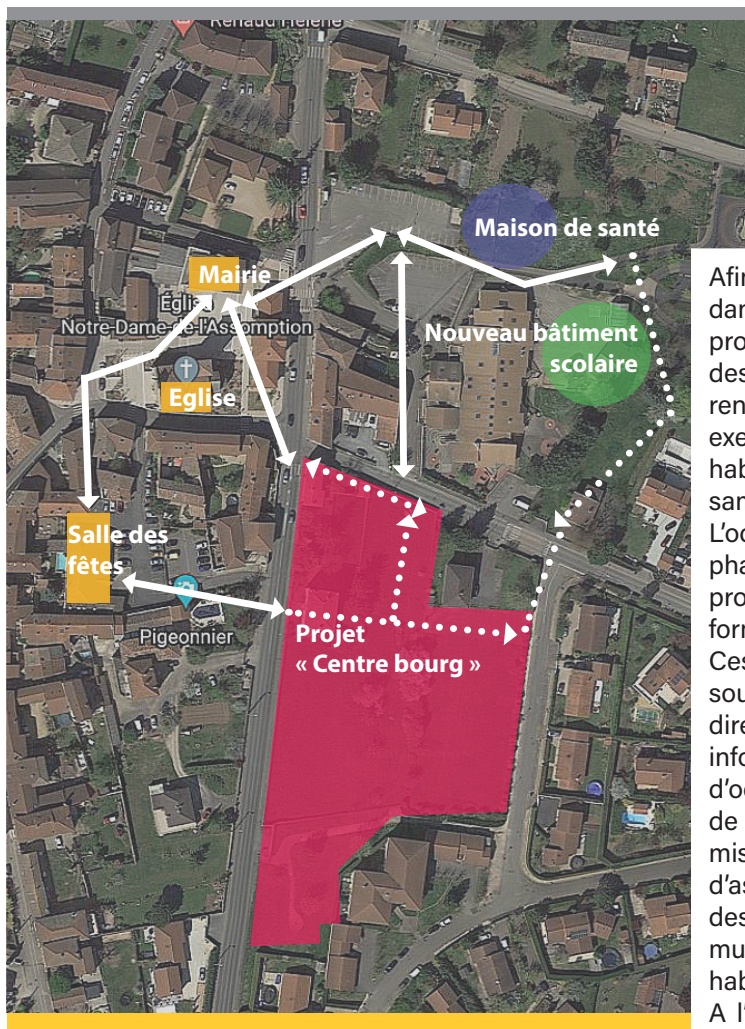 Renaud Hélène
Maison de santé
Mairie
Église
Notre-Dame-de-l'Assomption
Nouveau bâtiment
scolaire
Eglise
Salle des
fêtes
Pigeonnier
Projet
« Centre bourg »
Afin
dan
pro
des
ren
exe
hab
san
L'oc
pha
pro
forr
Ces
sou
dire
info
d'oc
de
mis
d'as
des
mu
hab
A l'